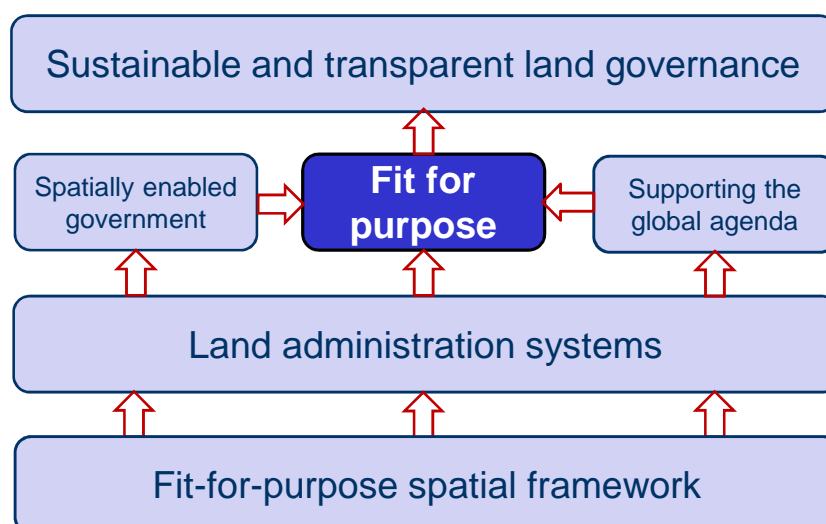 Sustainable and transparent land governance
Spatially enabled
government
Fit for
purpose
Supporting the
global agenda
Land administration systems
Fit-for-purpose spatial framework